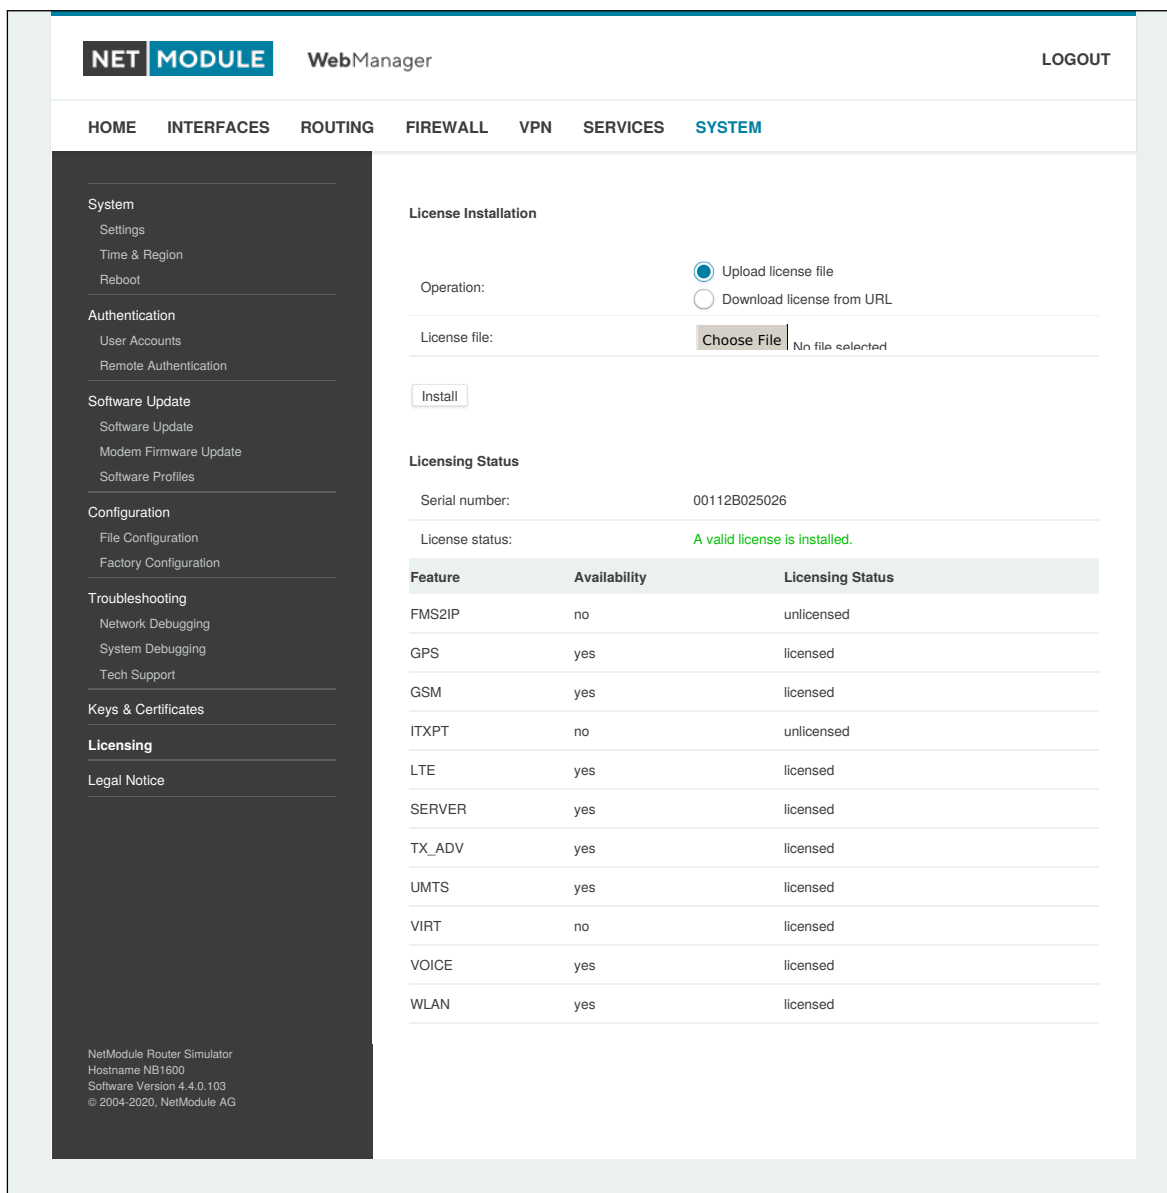 NET MODULE WebManager LOGOUT
HOME INTERFACES ROUTING FIREWALL VPN SERVICES SYSTEM
System
Settings
Time & Region
Reboot
Authentication
User Accounts
Remote Authentication
Software Update
Software Update
Modem Firmware Update
Software Profiles
Configuration
File Configuration
Factory Configuration
Troubleshooting
Network Debugging
System Debugging
Tech Support
Keys & Certificates
Licensing
Legal Notice
NetModule Router Simulator
Hostname NB1600
Software Version 4.4.0.103
© 2004-2020, NetModule AG
License Installation
Operation:
Upload license file
Download license from URL
License file: Choose File No file selected
Install
Licensing Status
Serial number: 00112B025026
License status: A valid license is installed.
Feature Availability Licensing Status
FMS2IP no unlicensed
GPS yes licensed
GSM yes licensed
ITXPT no unlicensed
LTE yes licensed
SERVER yes licensed
TX_ADV yes licensed
UMTS yes licensed
VIRT no licensed
VOICE yes licensed
WLAN yes licensed